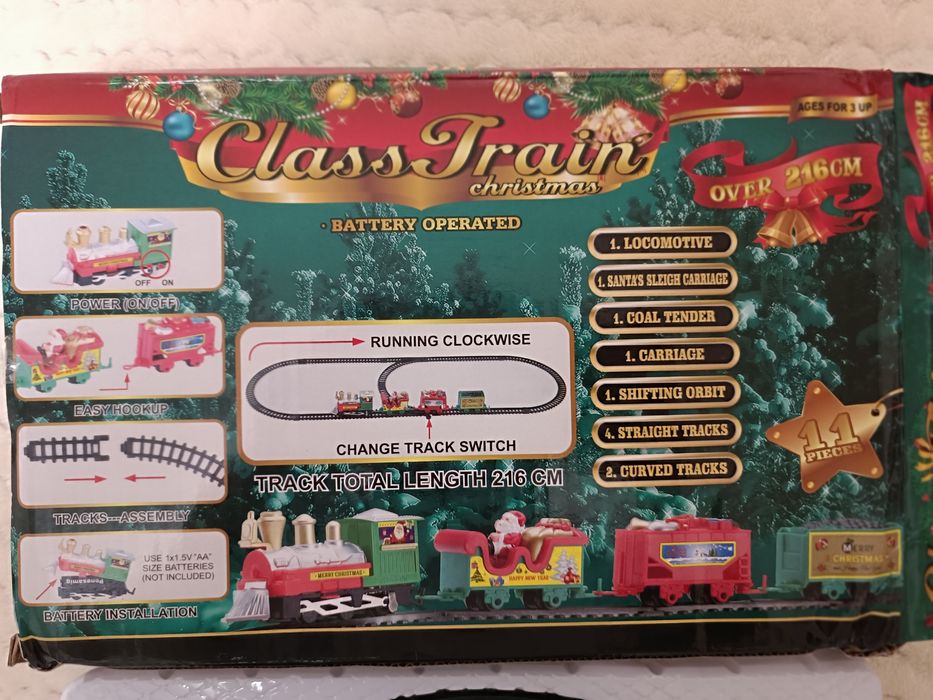 AGES FOR 3 UP
ClassTrain
christmas
OVER 216CM
· BATTERY OPERATED
OFF ON
POWER (ON/OFF)
EASY HOOKUP
TRACKS---ASSEMBLY
USE 1x1.5V "AA"
SIZE BATTERIES
(NOT INCLUDED)
BATTERY INSTALLATION
RUNNING CLOCKWISE
CHANGE TRACK SWITCH
TRACK TOTAL LENGTH 216 CM
1. LOCOMOTIVE
1. SANTA'S SLEIGH CARRIAGE
1. COAL TENDER
1. CARRIAGE
1. SHIFTING ORBIT
4. STRAIGHT TRACKS
2. CURVED TRACKS
11
PIECES
MERRY CHRISTMAS
HAPPY NEW YEAR
MERRY
CHRISTMAS
216CM